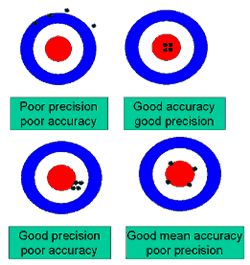 Poor precision
poor accuracy
Good accuracy
good precision
Good precision
poor accuracy
Good mean accuracy
poor precision